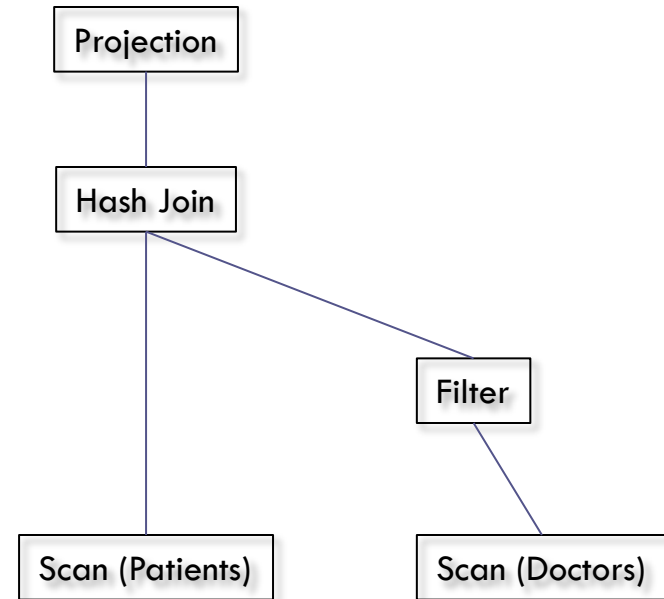 Projection
Hash Join
Filter
Scan (Patients)
Scan (Doctors)